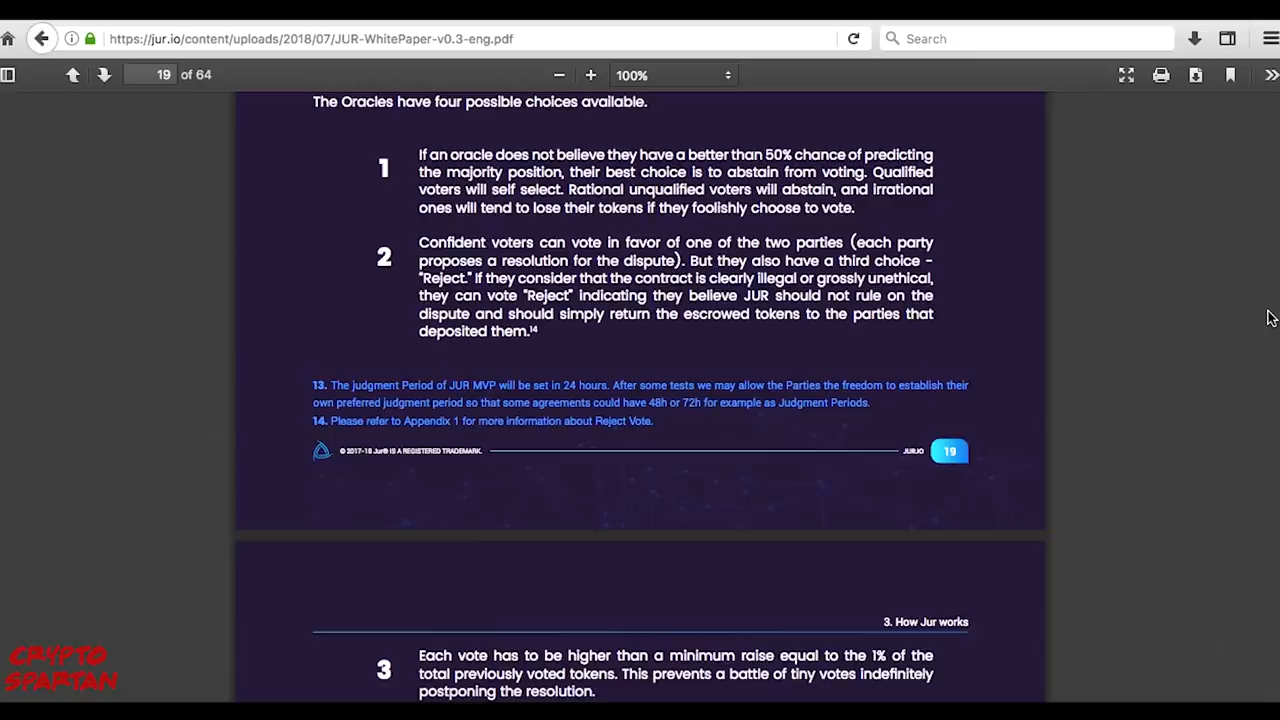 https://jur.io/content/uploads/2018/07/JUR-WhitePaper-v0.3-eng.pdf
Search
19 of 64
100%
The Oracles have four possible choices available.
1
If an oracle does not believe they have a better than 50% chance of predicting
the majority position, their best choice is to abstain from voting. Qualified
voters will self select. Rational unqualified voters will abstain, and irrational
ones will tend to lose their tokens if they foolishly choose to vote.
2
Confident voters can vote in favor of one of the two parties (each party
proposes a resolution for the dispute). But they also have a third choice -
"Reject." If they consider that the contract is clearly illegal or grossly unethical,
they can vote "Reject" indicating they believe JUR should not rule on the
dispute and should simply return the escrowed tokens to the parties that
deposited them.14
13. The judgment Period of JUR MVP will be set in 24 hours. After some tests we may allow the Parties the freedom to establish their
own preferred judgment period so that some agreements could have 48h or 72h for example as Judgment Periods.
14. Please refer to Appendix 1 for more information about Reject Vote.
© 2017-18 Jur® IS A REGISTERED TRADEMARK.
JUR.IO
19
3. How Jur works
3
Each vote has to be higher than a minimum raise equal to the 1% of the
total previously voted tokens. This prevents a battle of tiny votes indefinitely
postponing the resolution.
CRYPTO
SPARTAN